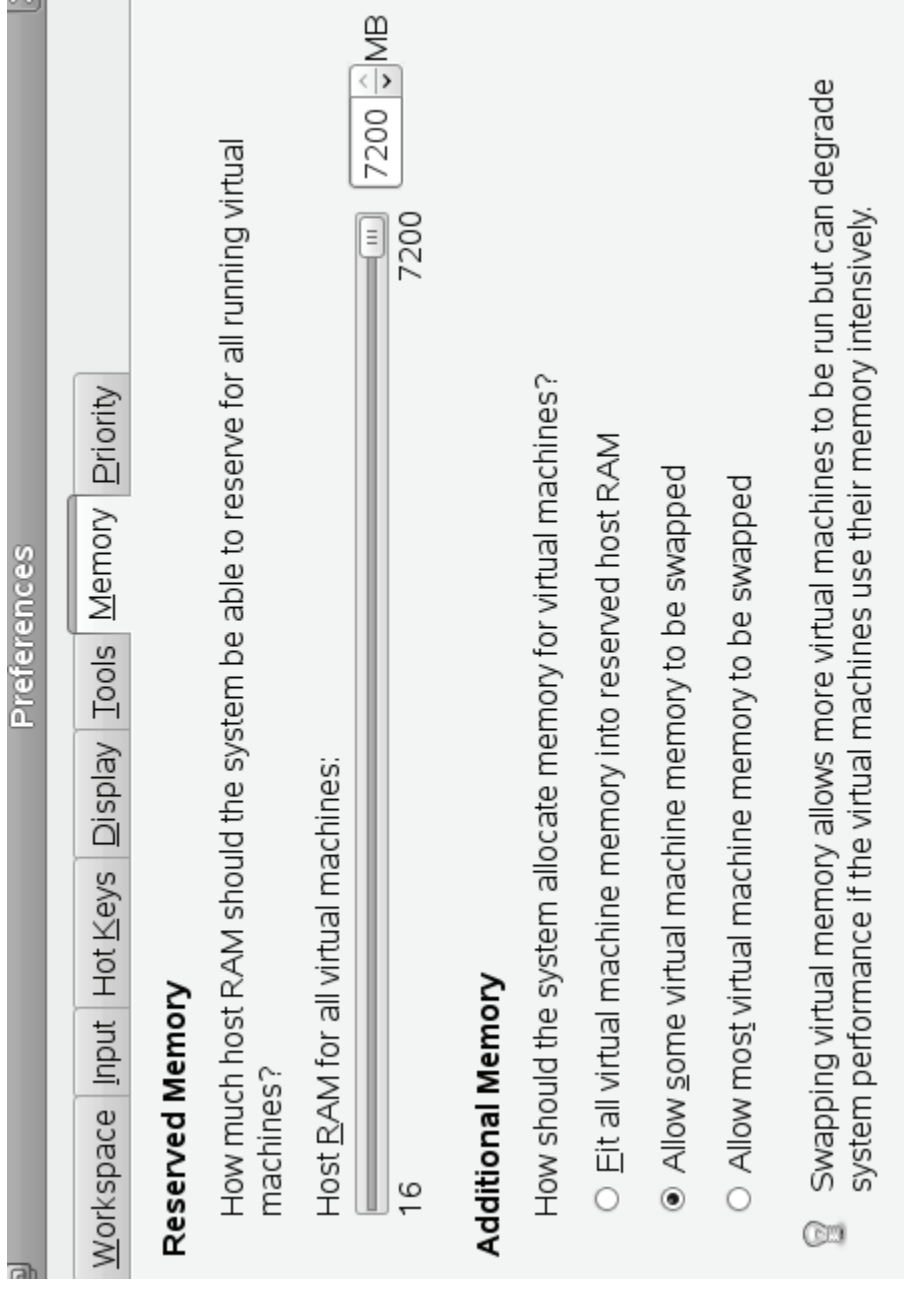 Preferences
Workspace Input Hot Keys Display Tools Memory Priority
Reserved Memory
How much host RAM should the system be able to reserve for all running virtual
machines?
Host RAM for all virtual machines:
7200 MB
16 7200
Additional Memory
How should the system allocate memory for virtual machines?
Fit all virtual machine memory into reserved host RAM
Allow some virtual machine memory to be swapped
Allow most virtual machine memory to be swapped
Swapping virtual memory allows more virtual machines to be run but can degrade
system performance if the virtual machines use their memory intensively.